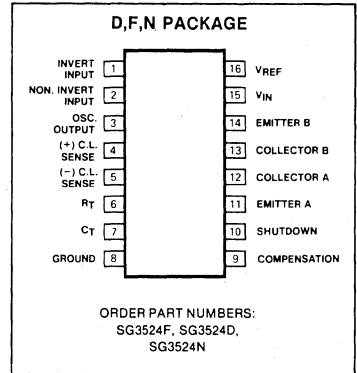 D,F,N PACKAGE
INVERT
INPUT 1
NON. INVERT
INPUT 2
OSC.
OUTPUT 3
(+) C.L.
SENSE 4
(−) C.L.
SENSE 5
RT 6
CT 7
GROUND 8
16 VREF
15 VIN
14 EMITTER B
13 COLLECTOR B
12 COLLECTOR A
11 EMITTER A
10 SHUTDOWN
9 COMPENSATION
ORDER PART NUMBERS:
SG3524F, SG3524D,
SG3524N